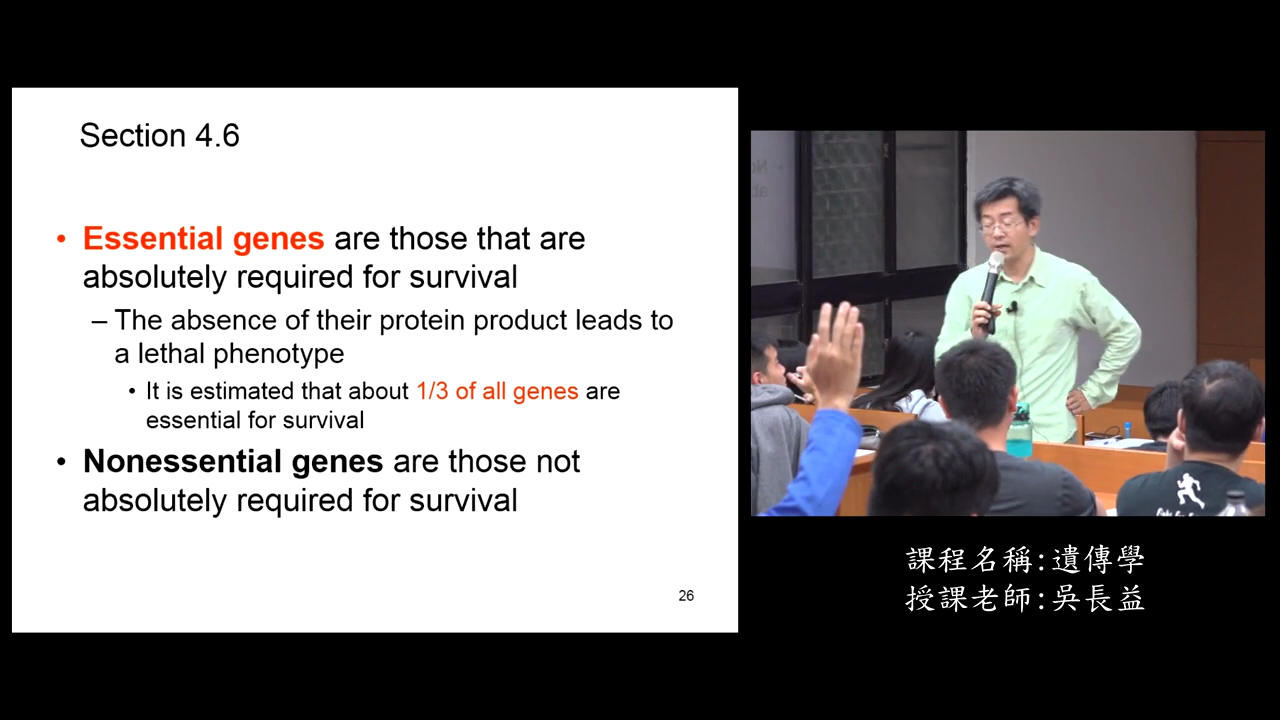 Section 4.6
• Essential genes are those that are
absolutely required for survival
– The absence of their protein product leads to
a lethal phenotype
• It is estimated that about 1/3 of all genes are
essential for survival
• Nonessential genes are those not
absolutely required for survival
26
課程名稱:遺傳學
授課老師:吳長益